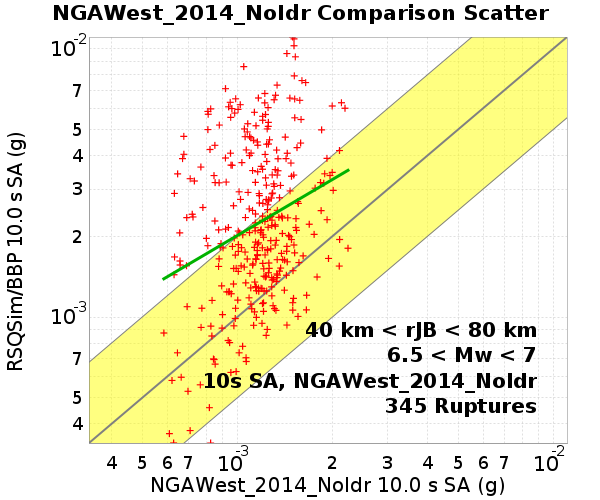 NGAWest_2014_NoIdr Comparison Scatter
RSQSim/BBP 10.0 s SA (g)
10-2
7
5
4
3
2
10-3
7
5
4
40 km < rJB < 80 km
6.5 < Mw < 7
10s SA, NGAWest_2014_NoIdr
345 Ruptures
4 5 6 7 10-3 2 3 4 5 6 7 10-2
NGAWest_2014_NoIdr 10.0 s SA (g)